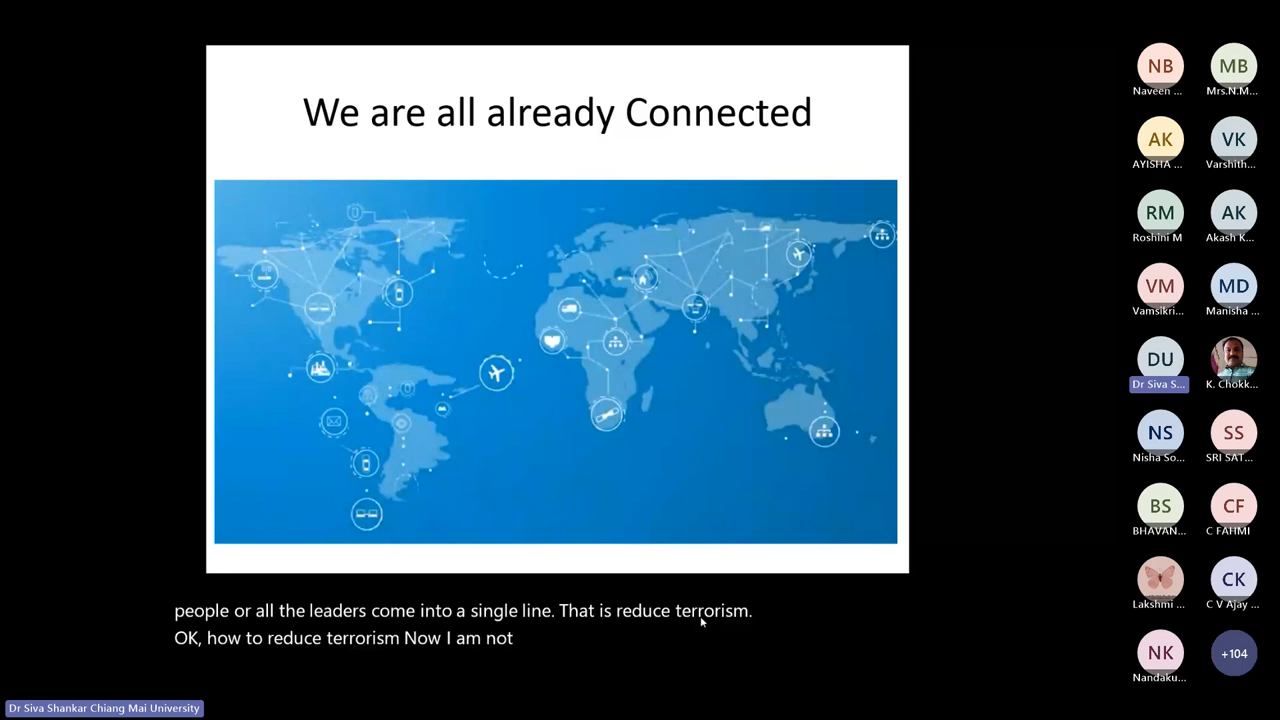 We are all already Connected
people or all the leaders come into a single line. That is reduce terrorism.
OK, how to reduce terrorism Now I am not
Dr Siva Shankar Chiang Mai University
NB
Naveen ...
MB
Mrs.N.M...
AK
AYISHA ...
VK
Varshith...
RM
Roshini M
AK
Akash K...
VM
Vamsikri...
MD
Manisha ...
DU
Dr Siva S...
K. Chokk...
NS
Nisha So...
SS
SRI SAT...
BS
BHAVAN...
CF
C FAHMI
Lakshmi ...
CK
C V Ajay ...
NK
Nandaku...
+104